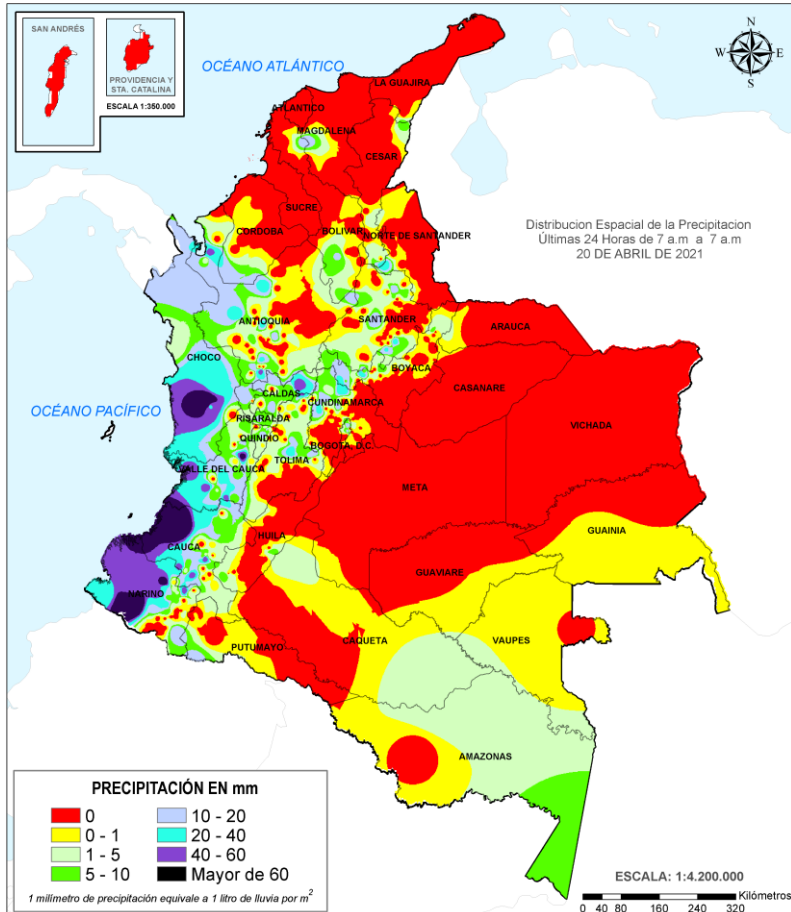 SAN ANDRÉS
PROVIDENCIA Y
STA. CATALINA
ESCALA 1:350.000
OCÉANO ATLÁNTICO
N
W
E
S
LA GUAJIRA
ATLANTICO
MAGDALENA
CESAR
SUCRE
CORDOBA
BOLIVAR
NORTE DE SANTANDER
Distribucion Espacial de la Precipitacion
Últimas 24 Horas de 7 a.m a 7 a.m
20 DE ABRIL DE 2021
ANTIOQUIA
SANTANDER
ARAUCA
CHOCO
BOYACA
CASANARE
OCÉANO PACÍFICO
CALDAS
CUNDINAMARCA
RISARALDA
VICHADA
QUINDIO
BOGOTA, D.C.
TOLIMA
VALLE DEL CAUCA
META
GUAINIA
HUILA
CAUCA
GUAVIARE
NARIÑO
CAQUETA
VAUPES
PUTUMAYO
AMAZONAS
PRECIPITACIÓN EN mm
0
10 - 20
0 - 1
20 - 40
1 - 5
40 - 60
5 - 10
Mayor de 60
1 milímetro de precipitación equivale a 1 litro de lluvia por m²
ESCALA: 1:4.200.000
Kilómetros
0 40 80 160 240 320